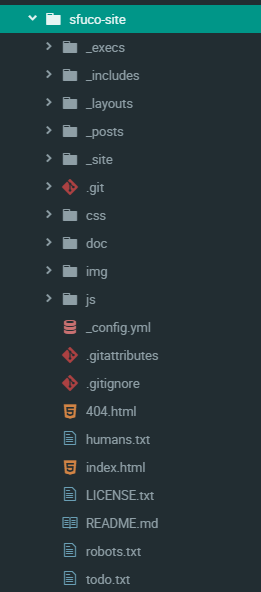 sfuco-site
_execs
_includes
_layouts
_posts
_site
.git
css
doc
img
js
_config.yml
.gitattributes
.gitignore
404.html
humans.txt
index.html
LICENSE.txt
README.md
robots.txt
todo.txt